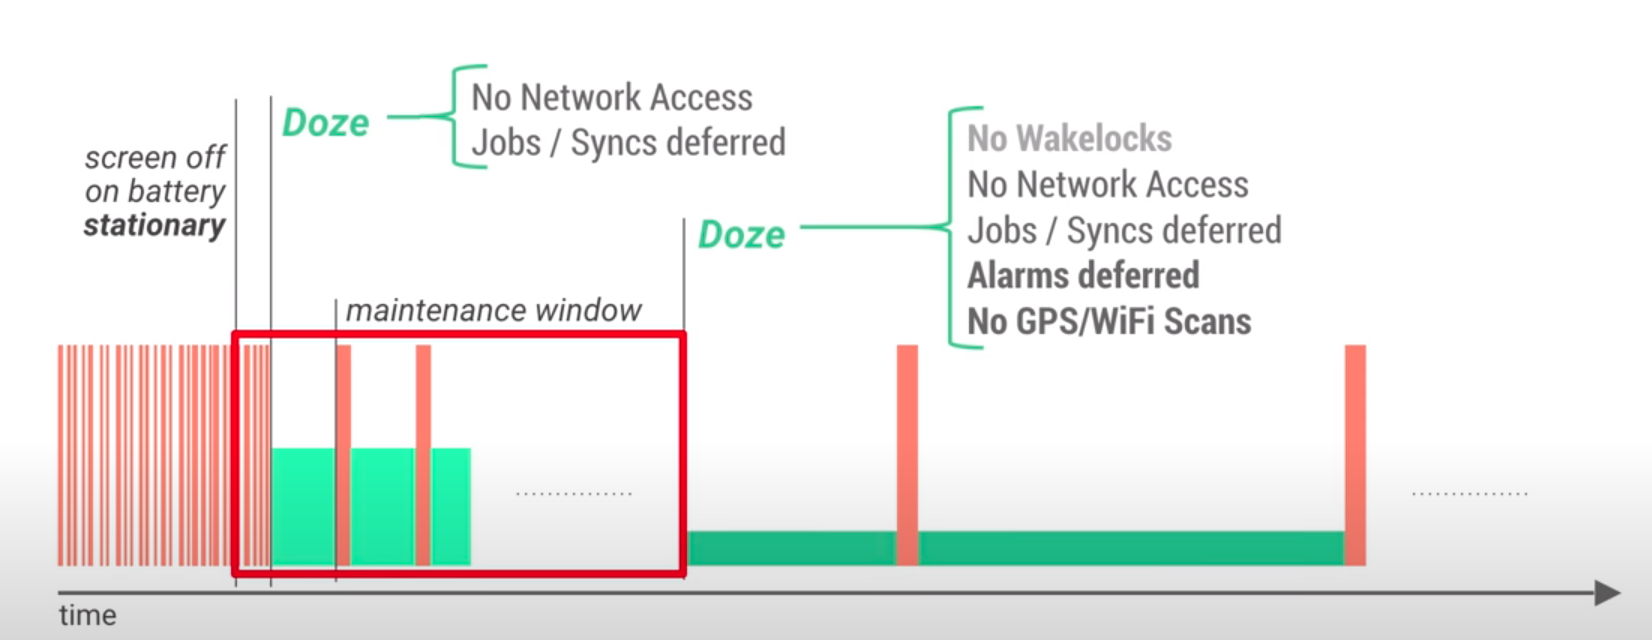 Doze
No Network Access
Jobs / Syncs deferred
screen off
on battery
stationary
Doze
No Wakelocks
No Network Access
Jobs / Syncs deferred
Alarms deferred
No GPS/WiFi Scans
maintenance window
time